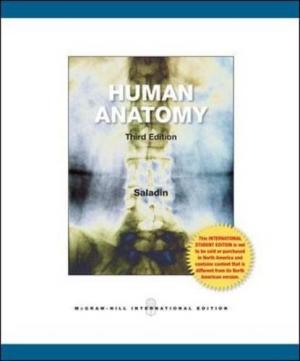 HUMAN
ANATOMY
Third Edition
Saladin
This INTERNATIONAL
STUDENT EDITION is not
to be sold or purchased
in North America and
contains content that is
different from its North
American version.
McGRAW-HILL INTERNATIONAL EDITION